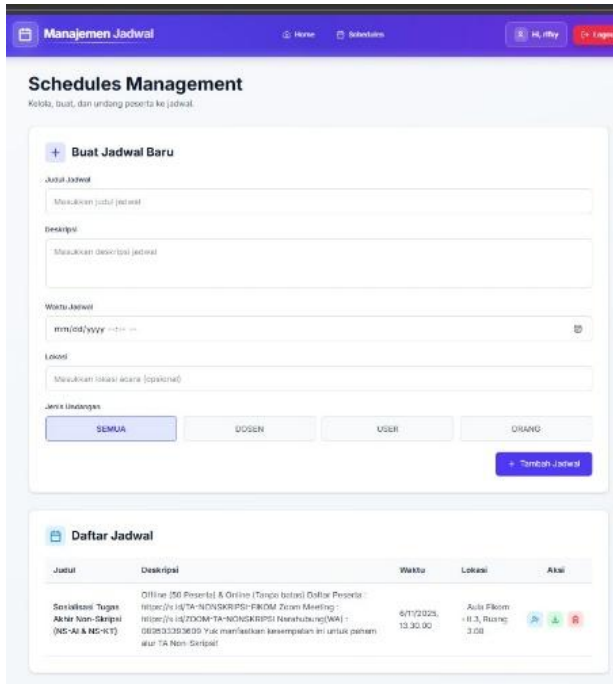 Manajemen Jadwal
Home
Schedules
Hi, rifky
Logout
Schedules Management
Kelola, buat, dan undang peserta ke jadwal.
Buat Jadwal Baru
Judul Jadwal
Masukkan judul jadwal
Deskripsi
Masukkan deskripsi jadwal
Waktu Jadwal
mm/dd/yyyy --:-- --
Lokasi
Masukkan lokasi acara (opsional)
Jenis Undangan
SEMUA
DOSEN
USER
ORANG
+ Tambah Jadwal
Daftar Jadwal
Judul
Deskripsi
Waktu
Lokasi
Aksi
Sosialisasi Tugas
Akhir Non-Skripsi
(NS-AI & NS-KT)
Offline (50 Peserta) & Online (Tanpa batas) Daftar Peserta :
https://s.id/TA-NONSKRIPSI-FIKOM Zoom Meeting :
https://s.id/ZOOM-TA-NONSKRIPSI Narahubung(WA) :
Yuk manfaatkan kesempatan ini untuk paham
alur TA Non-Skripsi!
6/11/2025,
13.30.00
Aula Fikom
3.08